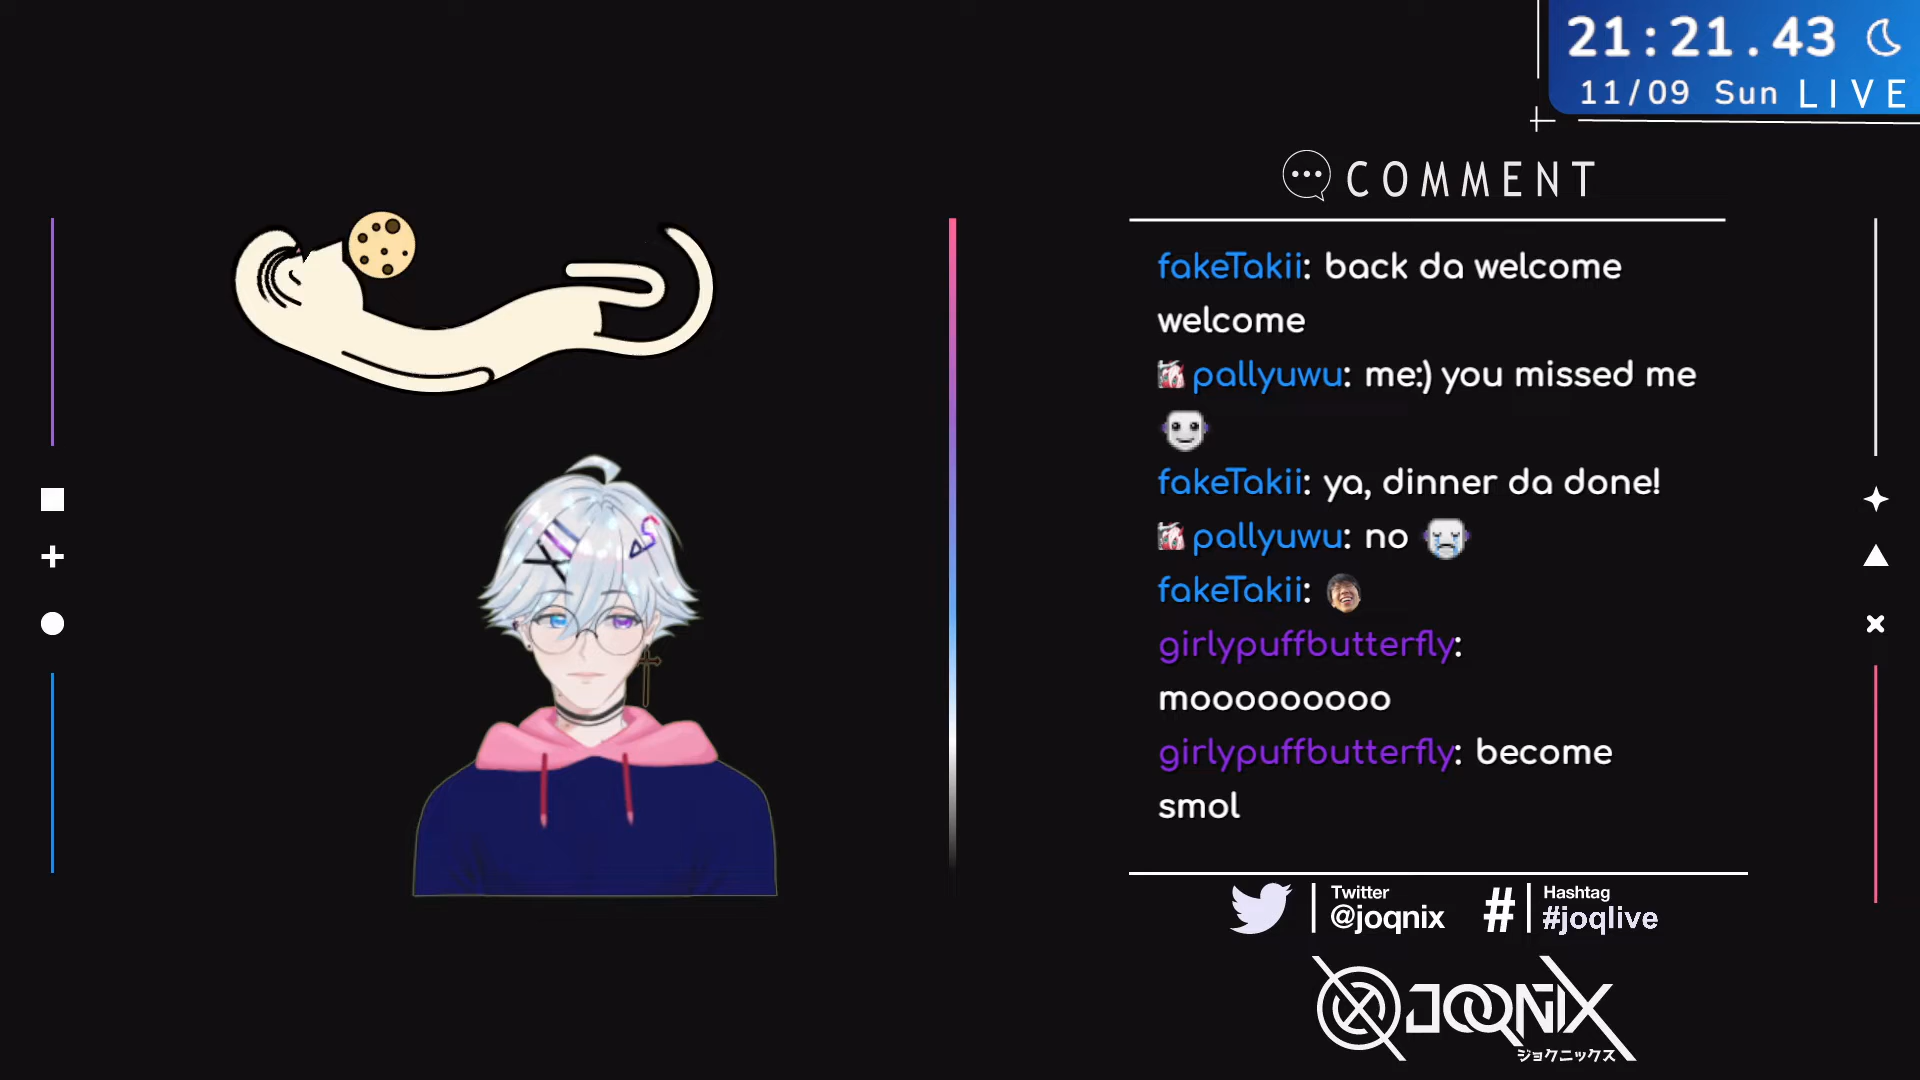 21:21.43
11/09 Sun LIVE
COMMENT
fakeTakii: back da welcome
welcome
pallyuwu: me:) you missed me
fakeTakii: ya, dinner da done!
pallyuwu: no
fakeTakii:
girlypuffbutterfly:
mooooooooo
girlypuffbutterfly: become
smol
Twitter
@joqnix
#
Hashtag
#joqlive
JOQNIX
ジョクニックス